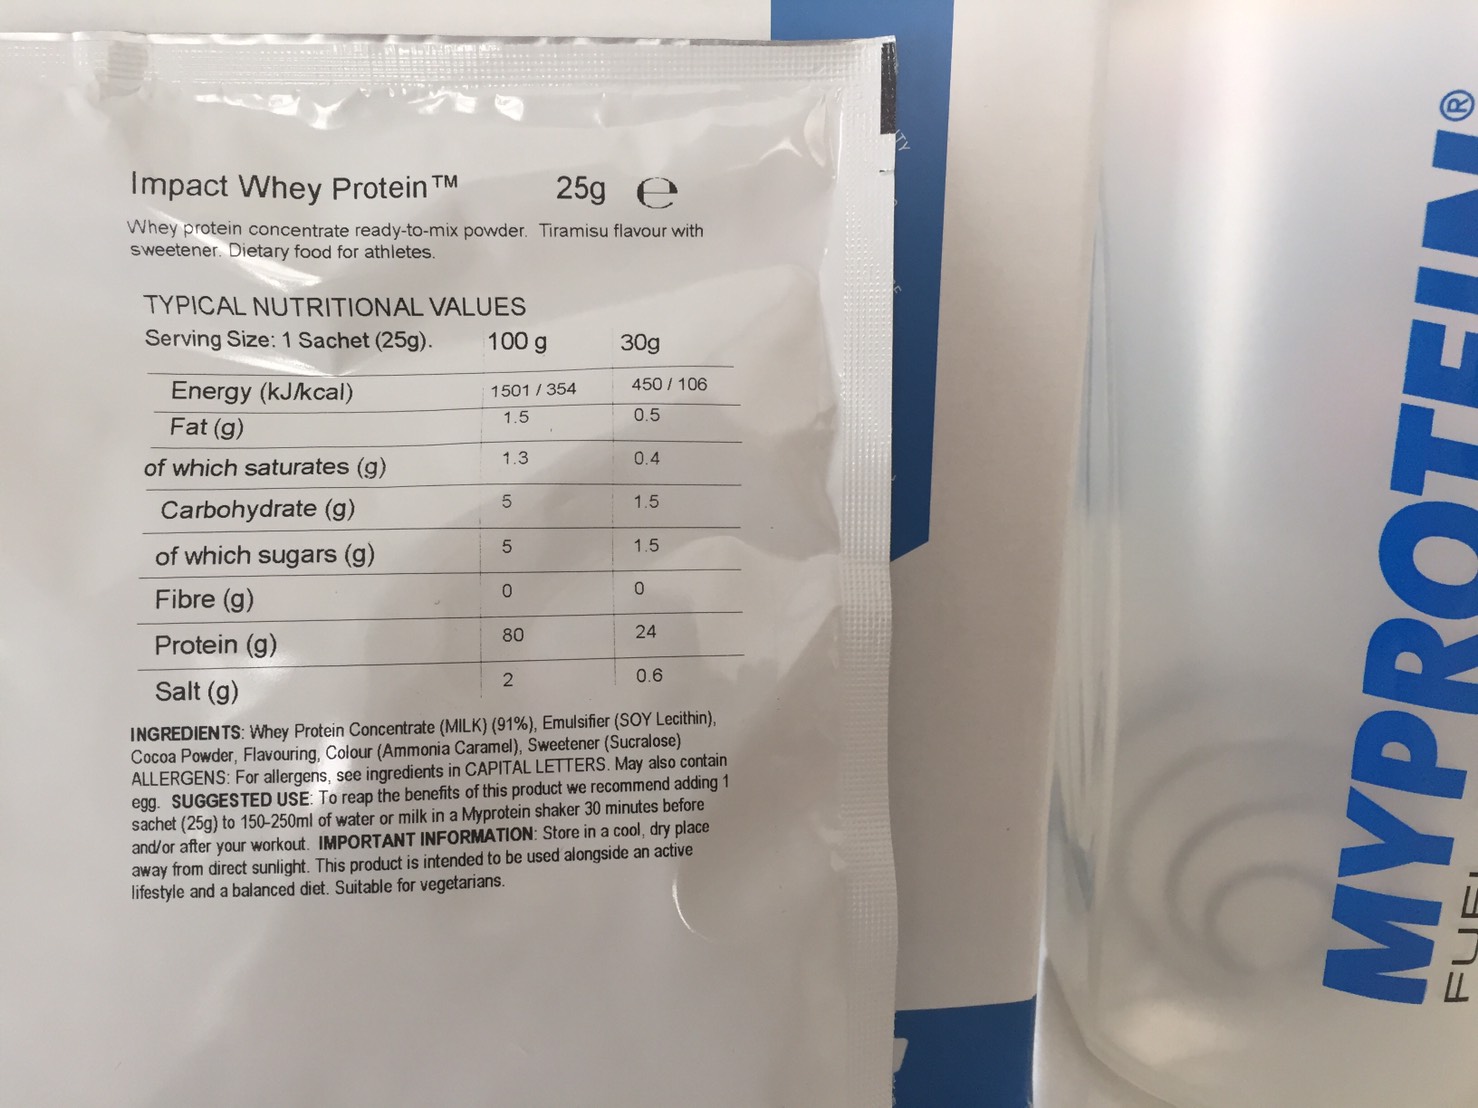 Impact Whey Protein™ 25g ℮
Whey protein concentrate ready-to-mix powder. Tiramisu flavour with
sweetener. Dietary food for athletes.
TYPICAL NUTRITIONAL VALUES
Serving Size: 1 Sachet (25g). 100 g 30g
Energy (kJ/kcal) 1501 / 354 450 / 106
Fat (g) 1.5 0.5
of which saturates (g) 1.3 0.4
Carbohydrate (g) 5 1.5
of which sugars (g) 5 1.5
Fibre (g) 0 0
Protein (g) 80 24
Salt (g) 2 0.6
INGREDIENTS: Whey Protein Concentrate (MILK) (91%), Emulsifier (SOY Lecithin),
Cocoa Powder, Flavouring, Colour (Ammonia Caramel), Sweetener (Sucralose)
ALLERGENS: For allergens, see ingredients in CAPITAL LETTERS. May also contain
egg. SUGGESTED USE: To reap the benefits of this product we recommend adding 1
sachet (25g) to 150-250ml of water or milk in a Myprotein shaker 30 minutes before
and/or after your workout. IMPORTANT INFORMATION: Store in a cool, dry place
away from direct sunlight. This product is intended to be used alongside an active
lifestyle and a balanced diet. Suitable for vegetarians.
MYPROTEIN®